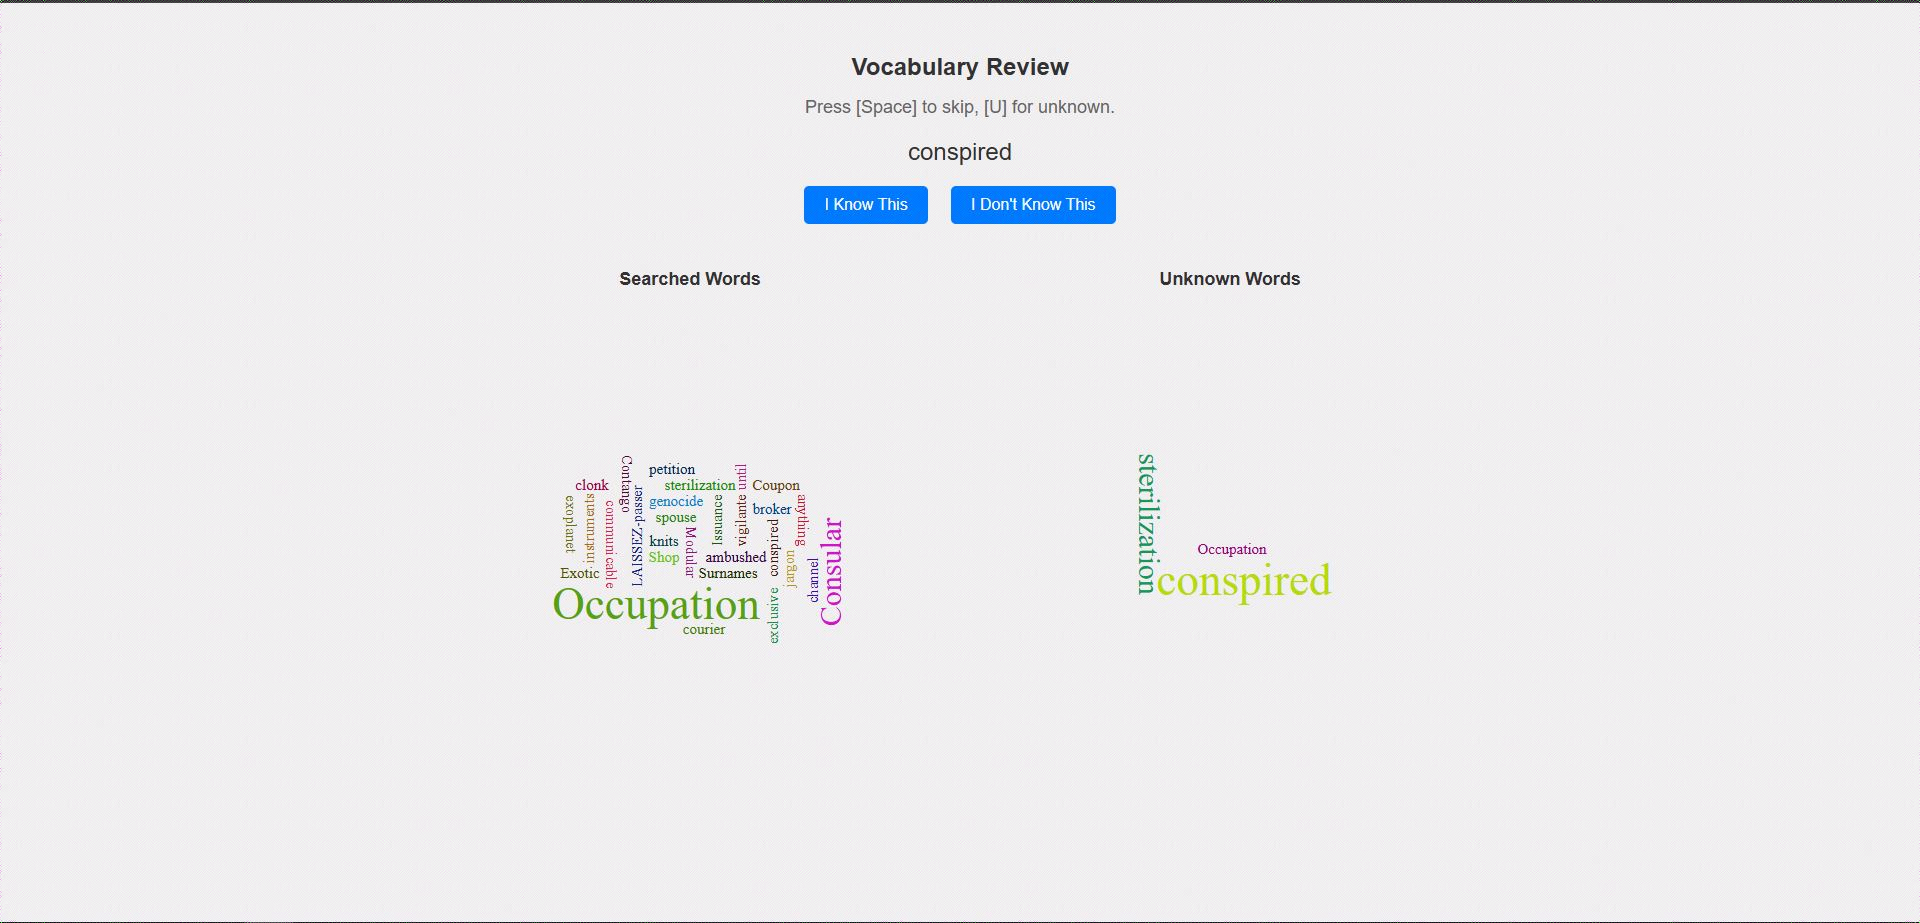 Vocabulary Review
Press [Space] to skip, [U] for unknown.
conspired
I Know This
I Don't Know This
Searched Words
Unknown Words
Contango
petition
until
clonk
sterilization
Coupon
exoplanet
instruments
communicable
LAISSEZ-passer
genocide
Issuance
vigilante
broker
anything
spouse
conspired
Consular
knits
Modular
Shop
ambushed
jargon
channel
Exotic
Surnames
Occupation
exclusive
courier
sterilization
Occupation
conspired